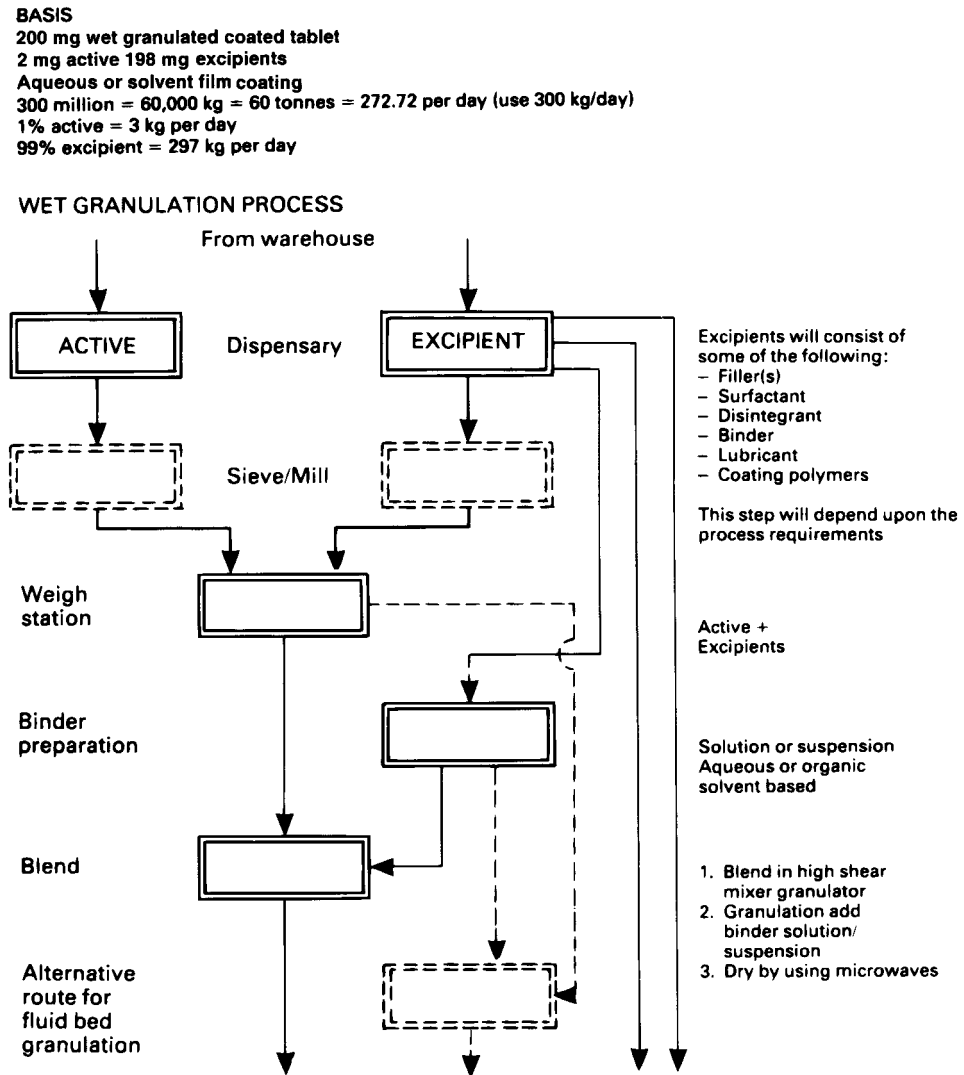 BASIS
200 mg wet granulated coated tablet
2 mg active 198 mg excipients
Aqueous or solvent film coating
300 million = 60,000 kg = 60 tonnes = 272.72 per day (use 300 kg/day)
1% active = 3 kg per day
99% excipient = 297 kg per day
WET GRANULATION PROCESS
From warehouse
ACTIVE
Dispensary
EXCIPIENT
Excipients will consist of
some of the following:
– Filler(s)
– Surfactant
– Disintegrant
– Binder
– Lubricant
– Coating polymers
Sieve/Mill
This step will depend upon the
process requirements
Weigh
station
Active +
Excipients
Binder
preparation
Solution or suspension
Aqueous or organic
solvent based
Blend
1. Blend in high shear
mixer granulator
2. Granulation add
binder solution/
suspension
3. Dry by using microwaves
Alternative
route for
fluid bed
granulation